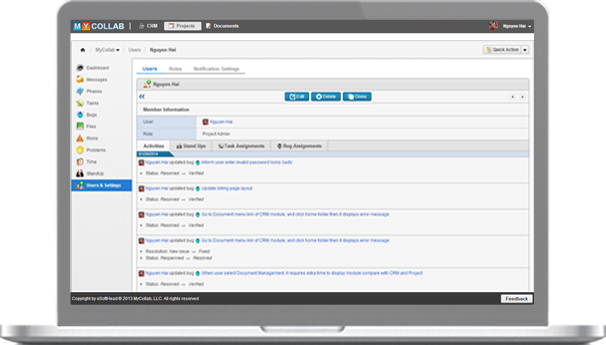 MYCOLLAB CRM Projects Documents Nguyen Hai
MyCollab Users Nguyen Hai Quick Action
Dashboard
Messages
Phases
Tasks
Bugs
Files
Risks
Problems
Time
StandUp
Users & Settings
Users Roles Notification Settings
Nguyen Hai
Edit Delete Clone
Member Information
User Nguyen Hai
Role Project Admin
Activities Stand Ups Task Assignments Bug Assignments
Nguyen Hai updated bug Inform user enter invalid password looks badly
Status: Resolved → Verified
Nguyen Hai updated bug Update billing page layout
Status: Resolved → Verified
Nguyen Hai updated bug Go to Document menu link of CRM module, and click home folder then it displays error message
Status: Resolved → Verified
Nguyen Hai updated bug Go to Document menu link of CRM module, and click home folder then it displays error message
Resolution: New issue → Fixed
Status: Reopenned → Resolved
Nguyen Hai updated bug When user select Document Management, it requires extra time to display module compare with CRM and Project
Status: Resolved → Verified
Copyright by eSoftHead © 2013 MyCollab, LLC. All rights reserved Feedback